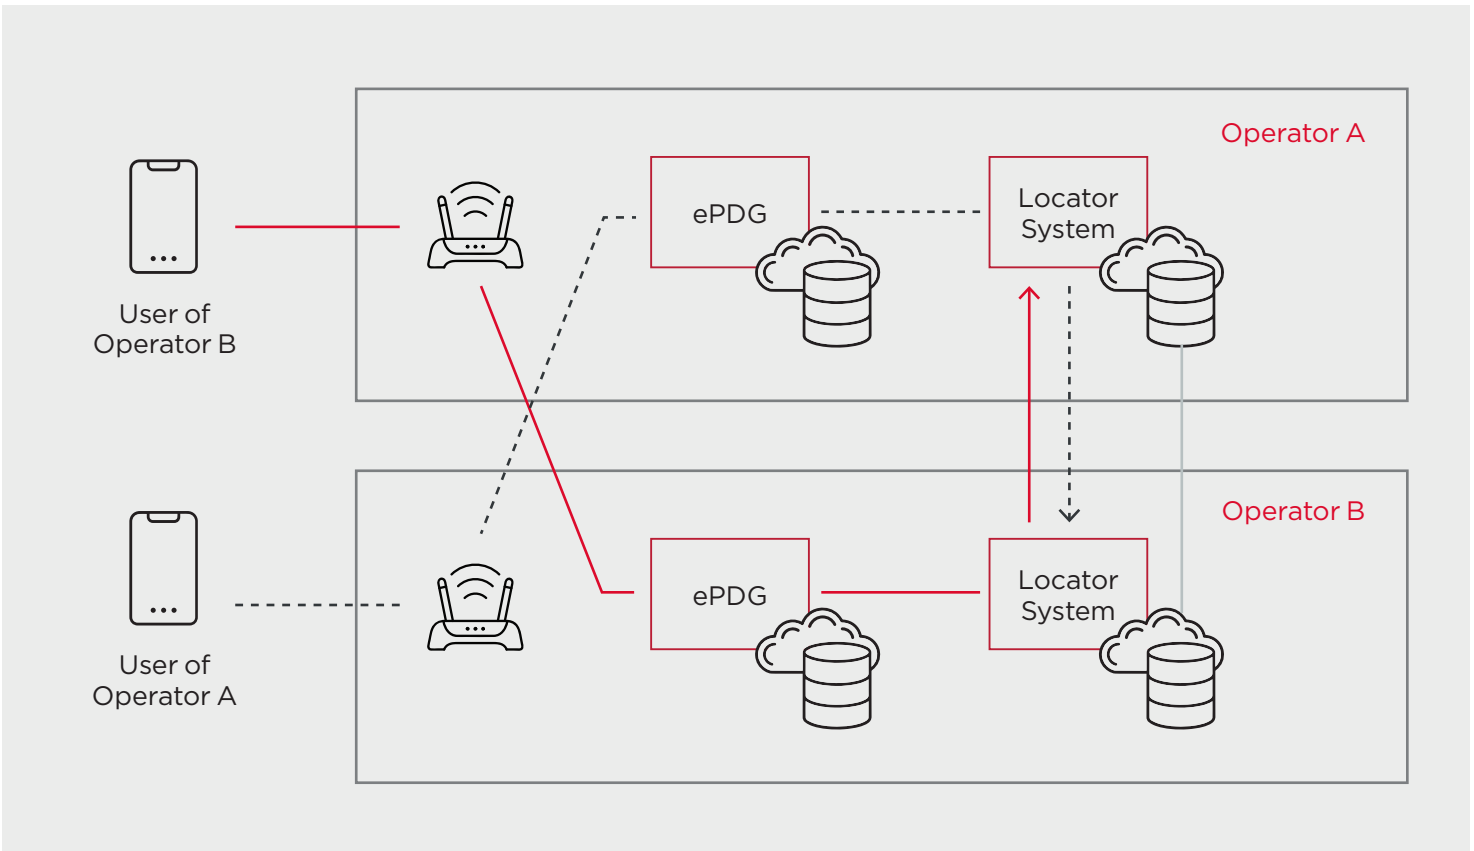 Operator A
ePDG
Locator
System
User of
Operator B
Operator B
ePDG
Locator
System
User of
Operator A